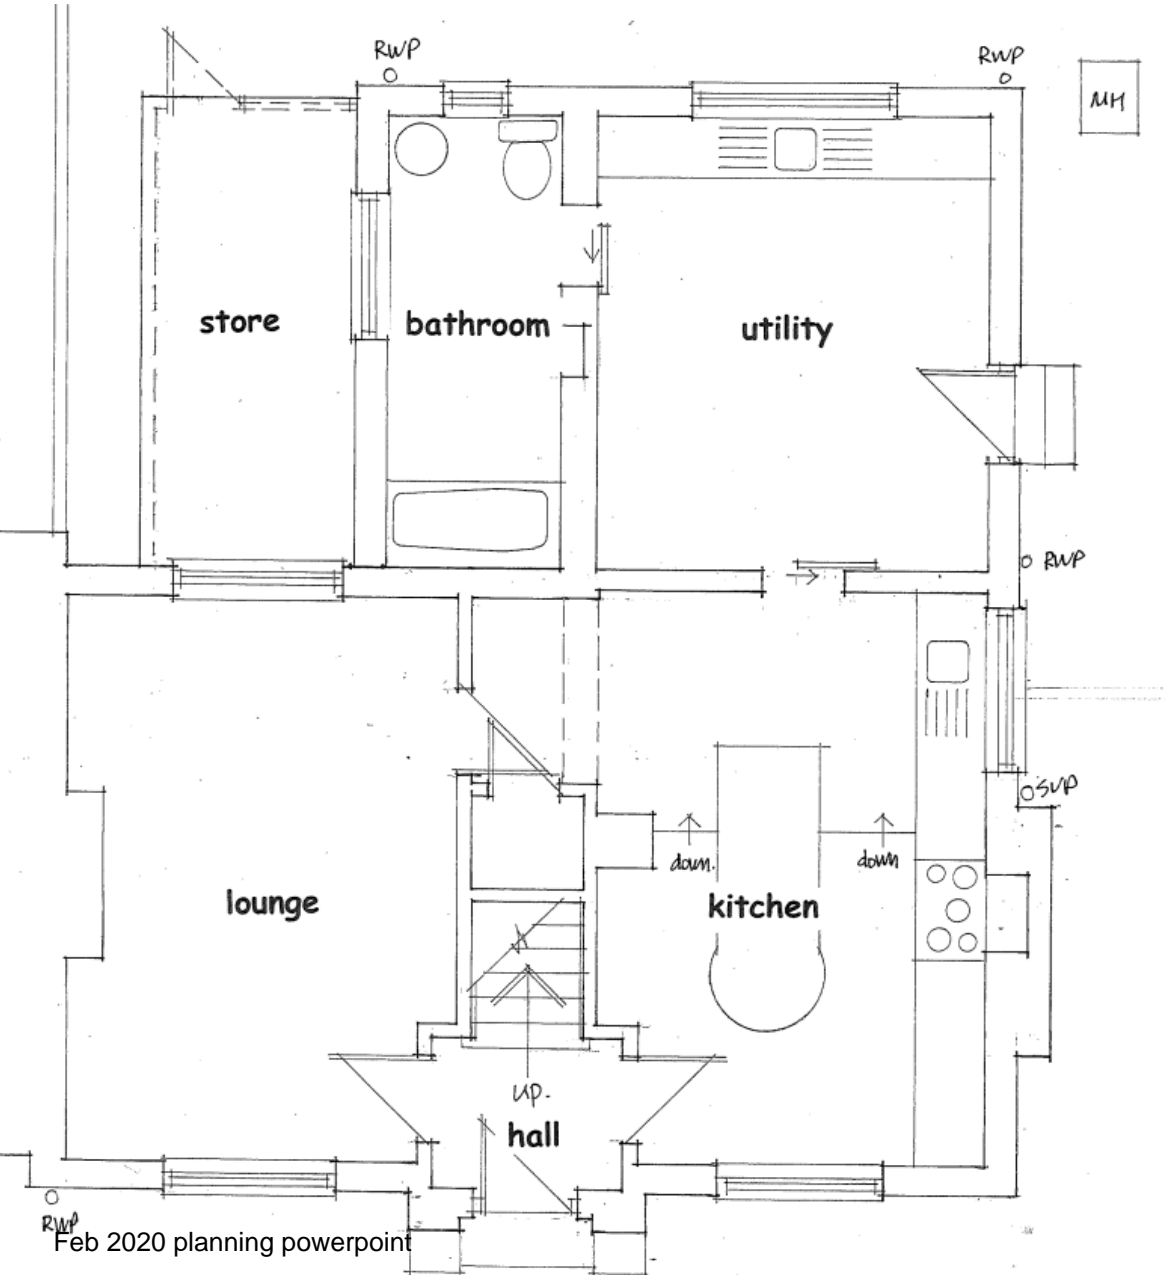 RWP
RWP
MH
store
bathroom
utility
RWP
SVP
down.
down
lounge
kitchen
UP.
hall
RWP
Feb 2020 planning powerpoint